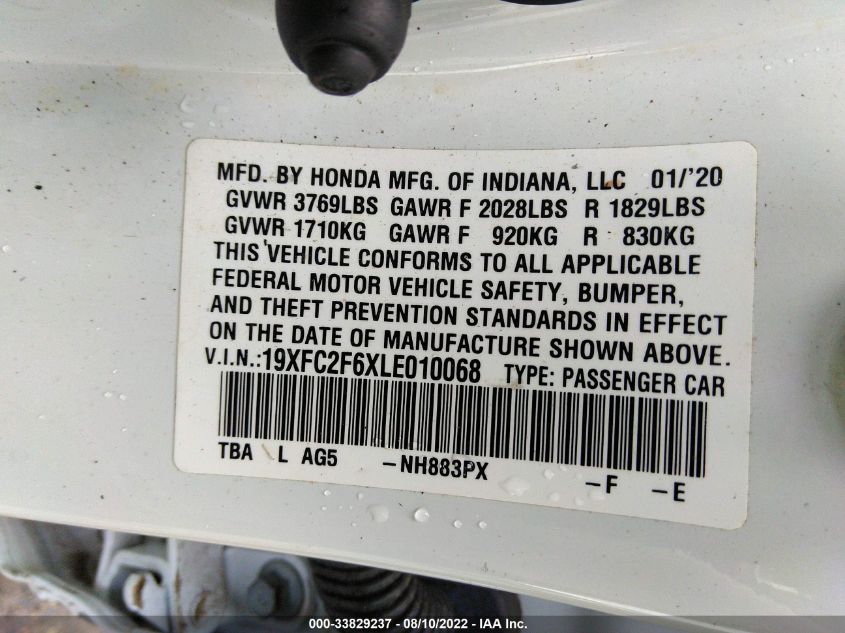 MFD. BY HONDA MFG. OF INDIANA, LLC 01/'20
GVWR 3769LBS GAWR F 2028LBS R 1829LBS
GVWR 1710KG GAWR F 920KG R 830KG
THIS VEHICLE CONFORMS TO ALL APPLICABLE
FEDERAL MOTOR VEHICLE SAFETY, BUMPER,
AND THEFT PREVENTION STANDARDS IN EFFECT
ON THE DATE OF MANUFACTURE SHOWN ABOVE.
V.I.N.:19XFC2F6XLE010068 TYPE: PASSENGER CAR
TBA L AG5 -NH883PX -F -E
000-33829237 - 08/10/2022 - IAAI.com